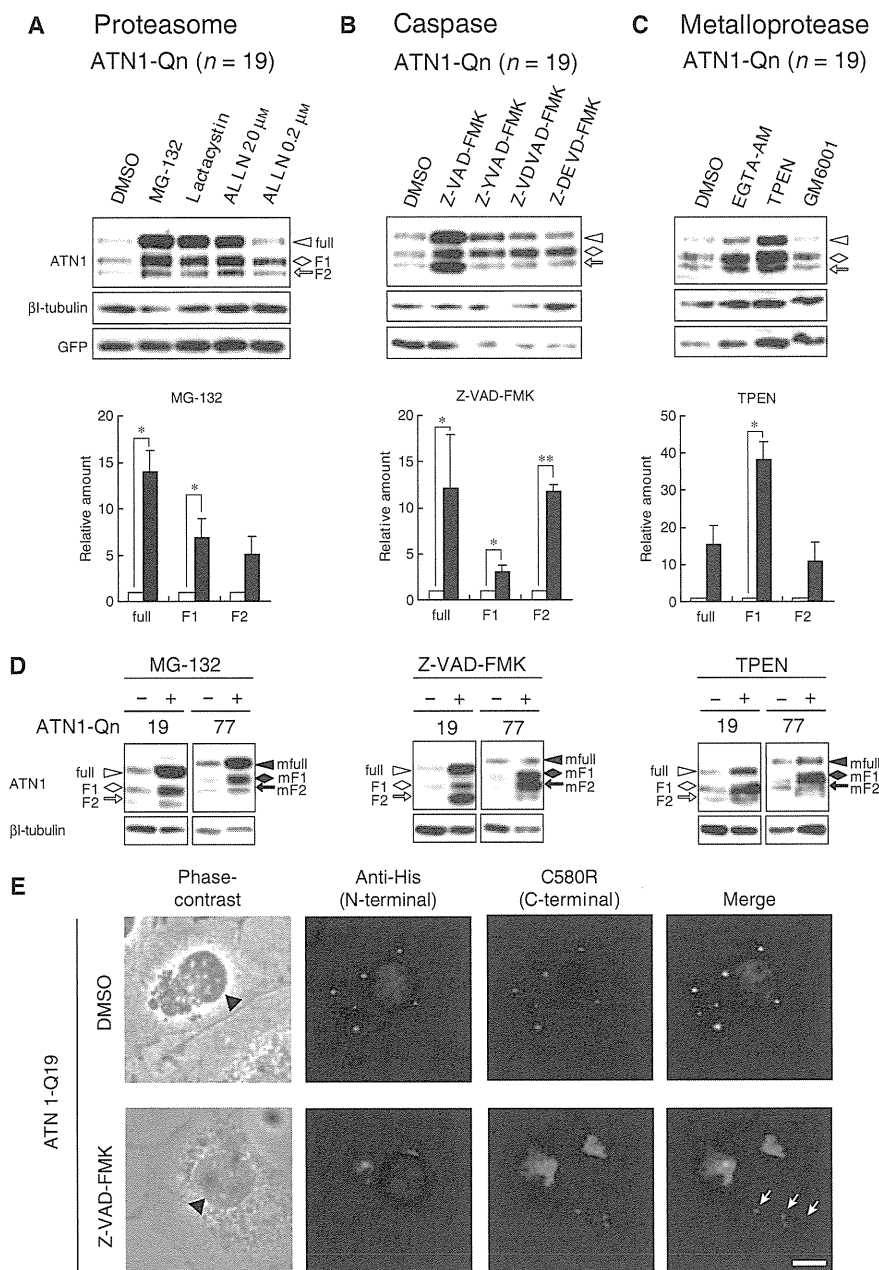 A Proteasome
ATN1-Qn (n = 19)
DMSO
MG-132
Lactacystin
ALLN 20 μM
ALLN 0.2 μM
ATN1
full
F1
F2
βI-tubulin
GFP
MG-132
Relative amount
20
15
10
5
0
full F1 F2
B Caspase
ATN1-Qn (n = 19)
DMSO
Z-VAD-FMK
Z-YVAD-FMK
Z-VDVAD-FMK
Z-DEVD-FMK
Z-VAD-FMK
Relative amount
20
15
10
5
0
* * **
full F1 F2
C Metalloprotease
ATN1-Qn (n = 19)
DMSO
EGTA-AM
TPEN
GM6001
TPEN
Relative amount
50
40
30
20
10
0
*
full F1 F2
D MG-132
− + − +
ATN1-Qn 19 77
ATN1
full
F1
F2
mfull
mF1
mF2
βI-tubulin
Z-VAD-FMK
− + − +
19 77
full
F1
F2
mfull
mF1
mF2
TPEN
− + − +
19 77
full
F1
F2
mfull
mF1
mF2
E
Phase-
contrast
Anti-His
(N-terminal)
C580R
(C-terminal)
Merge
ATN 1-Q19
DMSO
Z-VAD-FMK